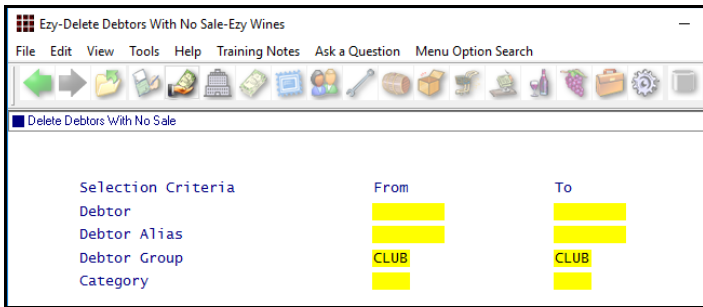 Ezy-Delete Debtors With No Sale-Ezy Wines
File Edit View Tools Help Training Notes Ask a Question Menu Option Search
Delete Debtors With No Sale
Selection Criteria From To
Debtor
Debtor Alias
Debtor Group CLUB CLUB
Category